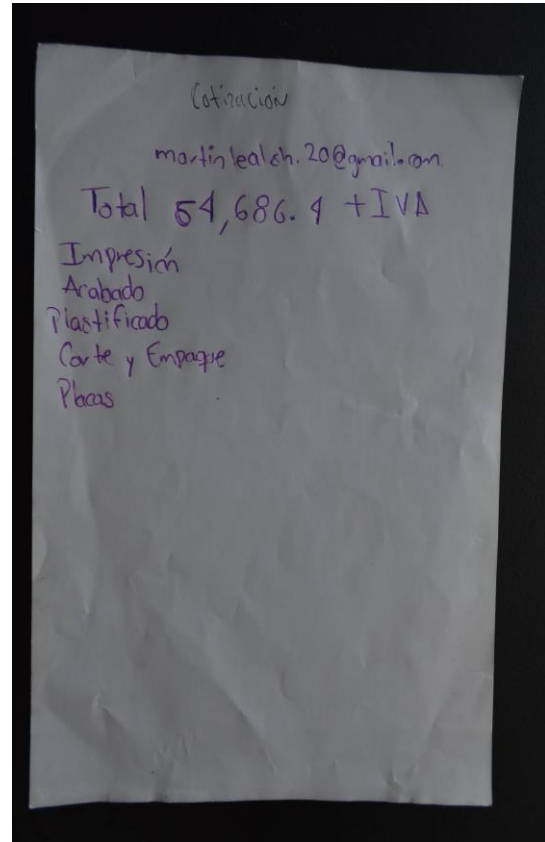 Cotización
martinlealch.20@gmail.com
Total 54,686.4 +IVA
Impresión
Acabado
Plastificado
Corte y Empaque
Placas